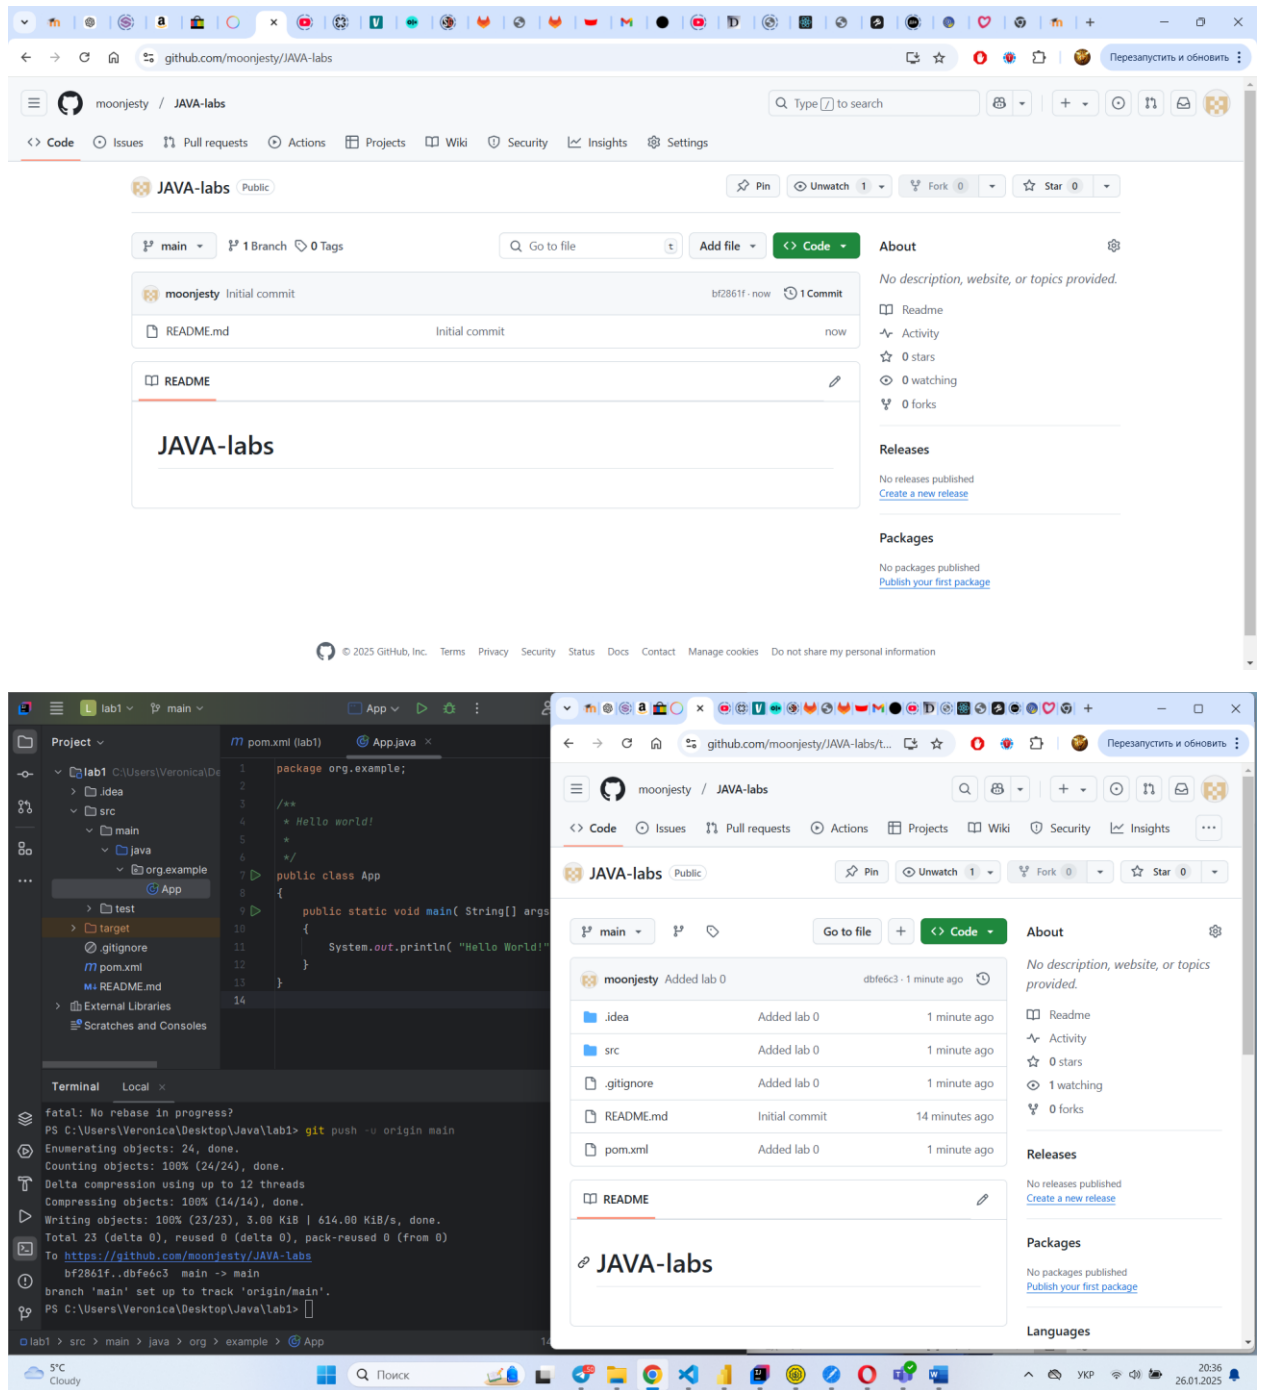 github.com/moonjesty/JAVA-labs
Перезапустить и обновить
moonjesty / JAVA-labs
Type / to search
Code Issues Pull requests Actions Projects Wiki Security Insights Settings
JAVA-labs Public
Pin Unwatch 1 Fork 0 Star 0
main 1 Branch 0 Tags
Go to file t Add file Code
About
moonjesty Initial commit
bf2861f · now 1 Commit
README.md Initial commit now
README
JAVA-labs
No description, website, or topics provided.
Readme
Activity
0 stars
0 watching
0 forks
Releases
No releases published
Create a new release
Packages
No packages published
Publish your first package
© 2025 GitHub, Inc. Terms Privacy Security Status Docs Contact Manage cookies Do not share my personal information
L lab1 main App
Project
pom.xml (lab1) App.java
lab1 C:\Users\Veronica\De
.idea
src
main
java
org.example
App
test
target
.gitignore
pom.xml
README.md
External Libraries
Scratches and Consoles
1 package org.example;
2
3 /**
4 * Hello world!
5 *
6 */
7 public class App
8 {
9 public static void main( String[] args
10 {
11 System.out.println( "Hello World!"
12 }
13 }
14
Terminal Local
fatal: No rebase in progress?
PS C:\Users\Veronica\Desktop\Java\lab1> git push -u origin main
Enumerating objects: 24, done.
Counting objects: 100% (24/24), done.
Delta compression using up to 12 threads
Compressing objects: 100% (14/14), done.
Writing objects: 100% (23/23), 3.00 KiB | 614.00 KiB/s, done.
Total 23 (delta 0), reused 0 (delta 0), pack-reused 0 (from 0)
To https://github.com/moonjesty/JAVA-labs
bf2861f..dbfe6c3 main -> main
branch 'main' set up to track 'origin/main'.
PS C:\Users\Veronica\Desktop\Java\lab1>
lab1 > src > main > java > org > example > App
github.com/moonjesty/JAVA-labs/t...
Перезапустить и обновить
moonjesty / JAVA-labs
Code Issues Pull requests Actions Projects Wiki Security Insights
JAVA-labs Public
Pin Unwatch 1 Fork 0 Star 0
main Go to file Code
moonjesty Added lab 0 dbfe6c3 · 1 minute ago
.idea Added lab 0 1 minute ago
src Added lab 0 1 minute ago
.gitignore Added lab 0 1 minute ago
README.md Initial commit 14 minutes ago
pom.xml Added lab 0 1 minute ago
README
JAVA-labs
About
No description, website, or topics
provided.
Readme
Activity
0 stars
1 watching
0 forks
Releases
No releases published
Create a new release
Packages
No packages published
Publish your first package
Languages
5°C
Cloudy
Поиск
УКР
20:36
26.01.2025